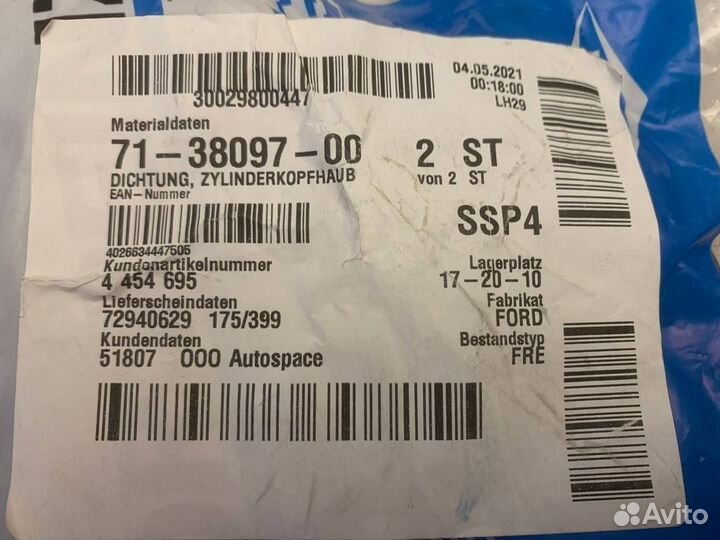 30029800447
04.05.2021
00:18:00
LH29
Materialdaten
71-38097-00 2 ST
DICHTUNG, ZYLINDERKOPFHAUB von 2 ST
EAN-Nummer
SSP4
4026634447505
Kundenartikelnummer Lagerplatz
4 454 695 17-20-10
Lieferscheindaten Fabrikat
72940629 175/399 FORD
Kundendaten Bestandstyp
51807 OOO Autospace FRE
Avito